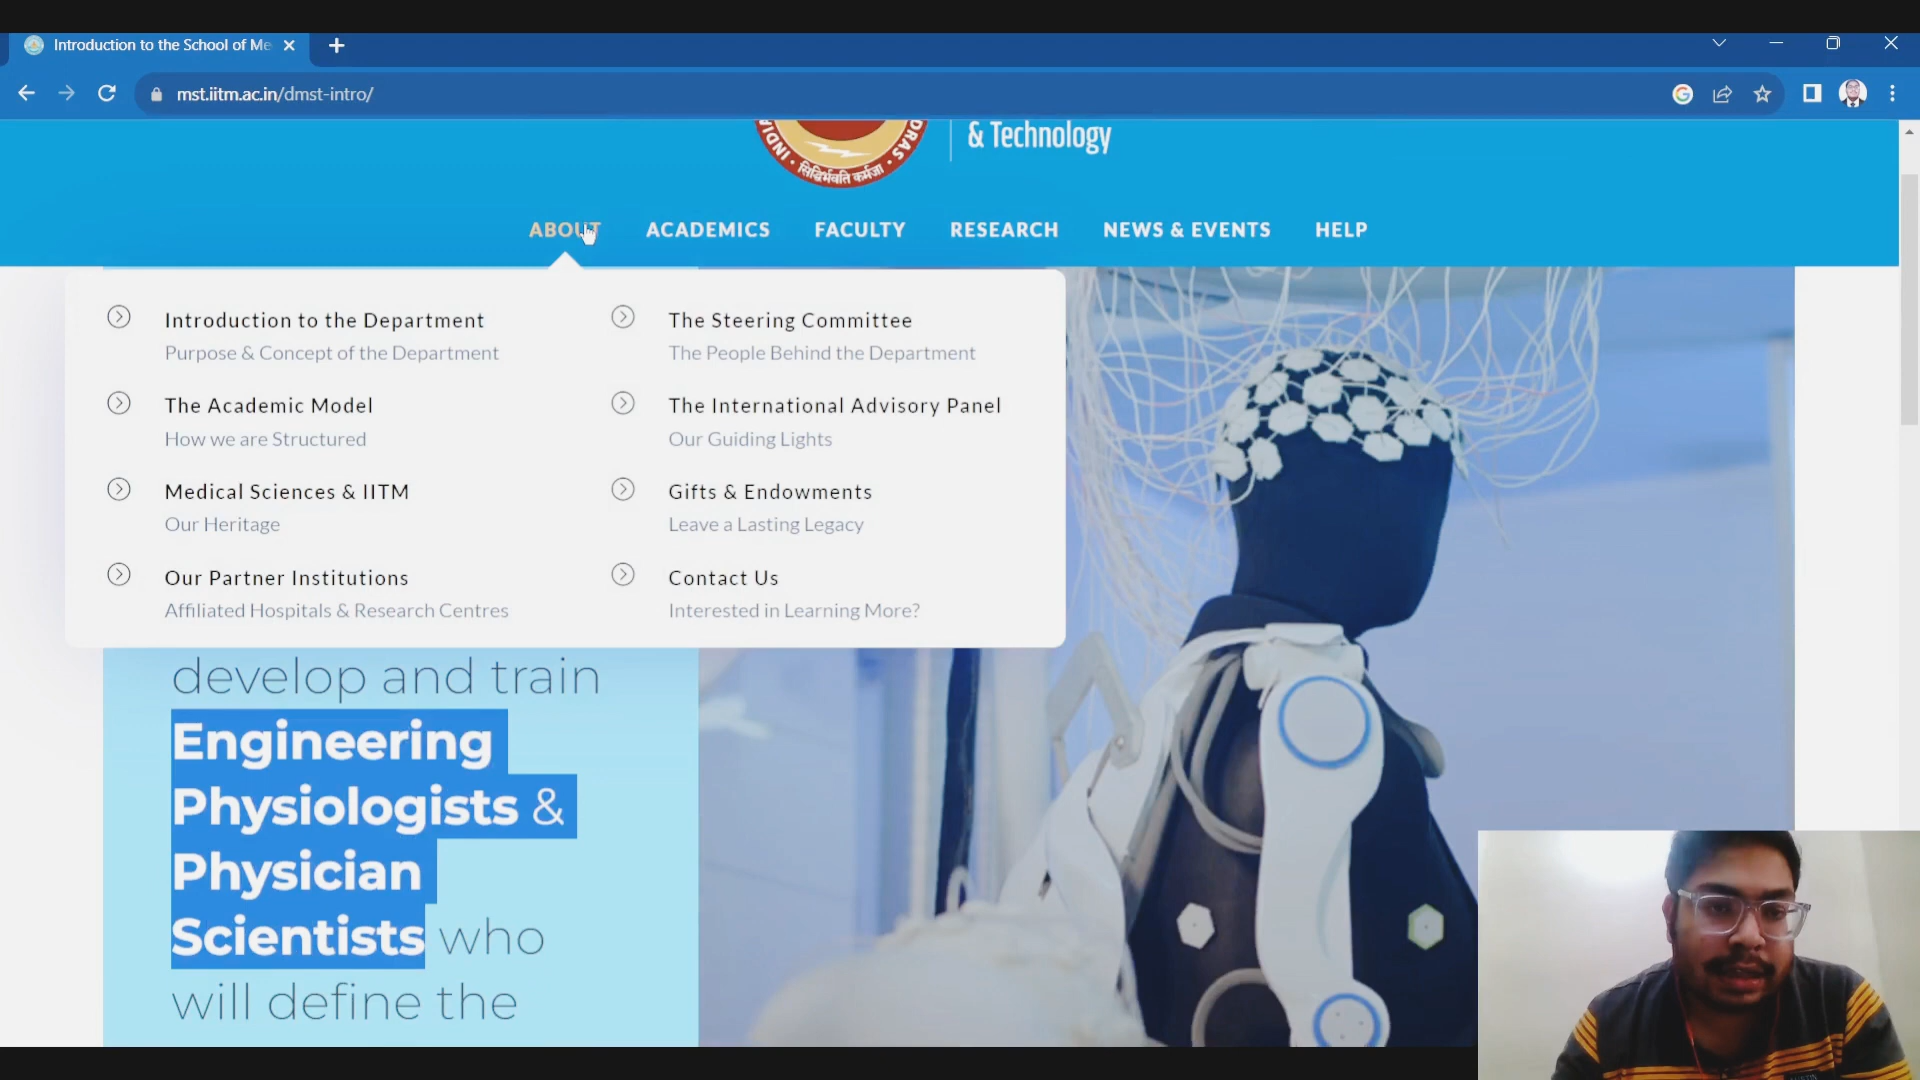 Introduction to the School of Me
mst.iitm.ac.in/dmst-intro/
& Technology
सिद्धिर्भवति कर्मजा
ABOUT ACADEMICS FACULTY RESEARCH NEWS & EVENTS HELP
Introduction to the Department
Purpose & Concept of the Department
The Academic Model
How we are Structured
Medical Sciences & IITM
Our Heritage
Our Partner Institutions
Affiliated Hospitals & Research Centres
The Steering Committee
The People Behind the Department
The International Advisory Panel
Our Guiding Lights
Gifts & Endowments
Leave a Lasting Legacy
Contact Us
Interested in Learning More?
develop and train
Engineering
Physiologists &
Physician
Scientists who
will define the